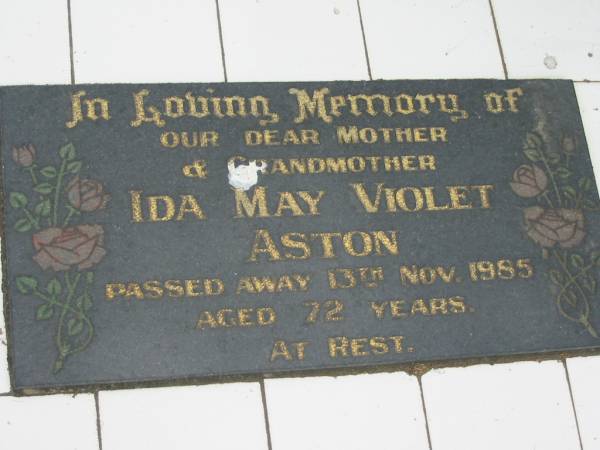 In Loving Memory of
OUR DEAR MOTHER
& GRANDMOTHER
IDA MAY VIOLET
ASTON
PASSED AWAY 13TH NOV. 1985
AGED 72 YEARS.
AT REST.